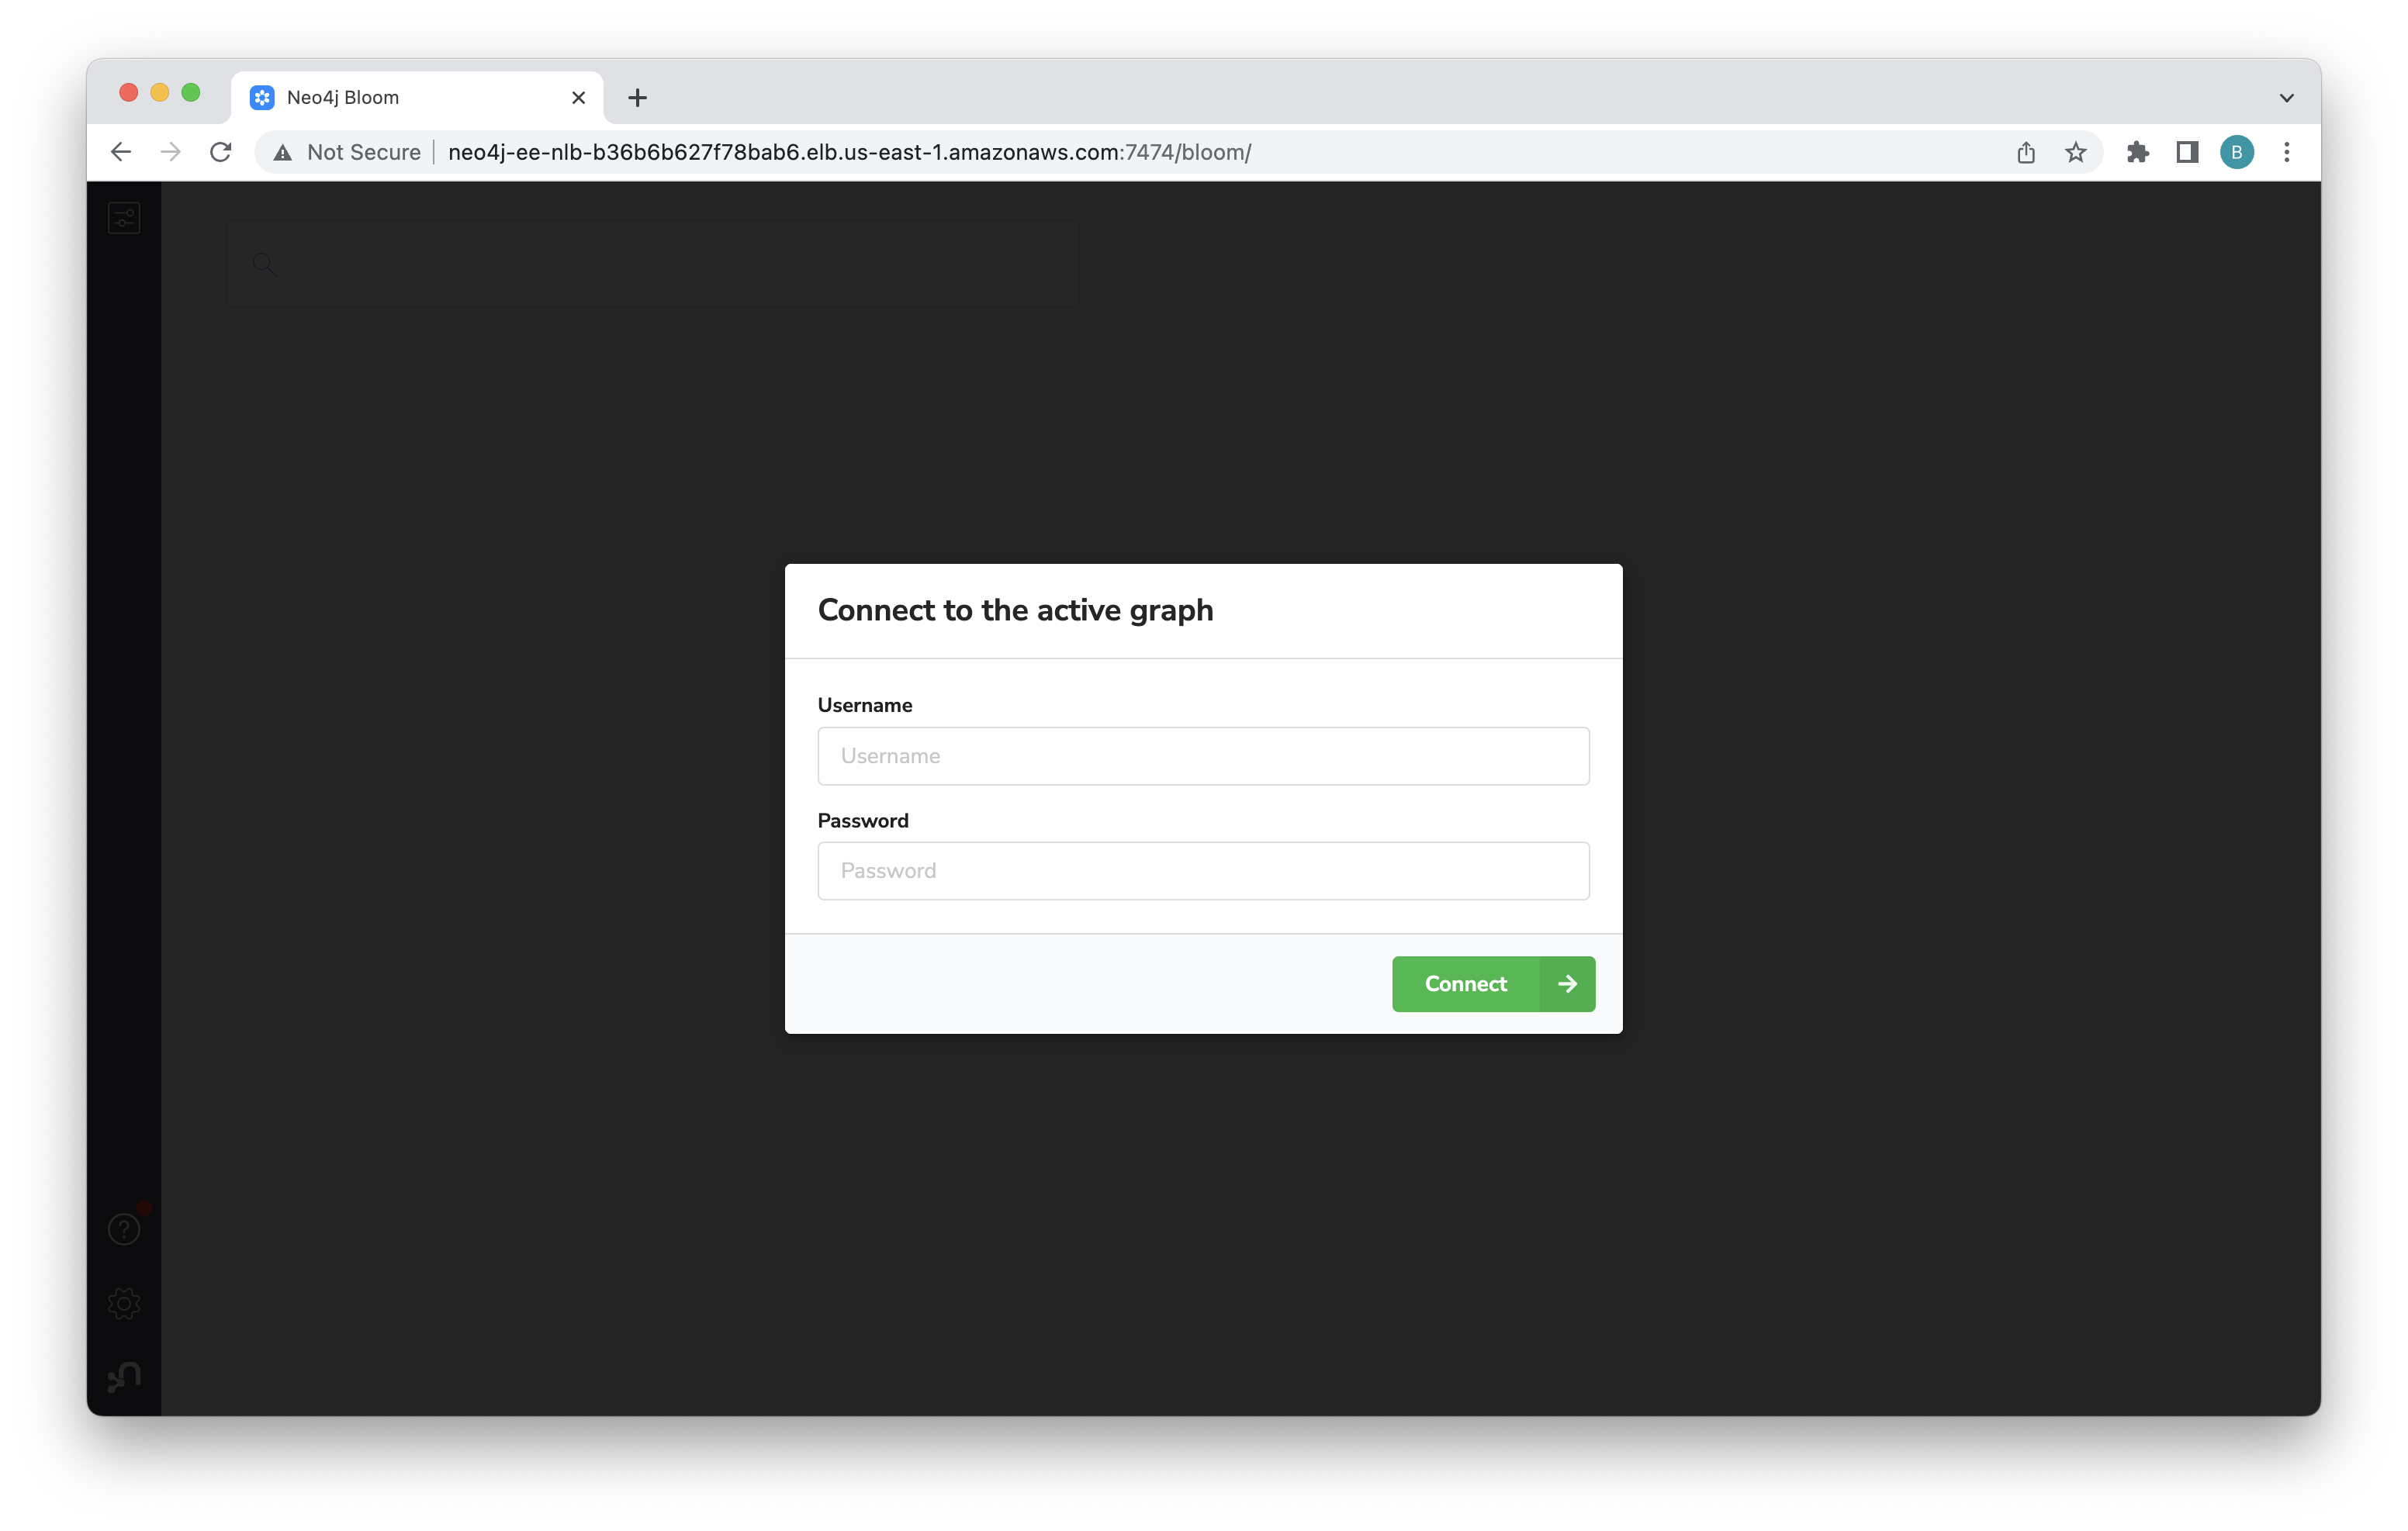 Neo4j Bloom
Not Secure neo4j-ee-nlb-b36b6b627f78bab6.elb.us-east-1.amazonaws.com:7474/bloom/
B
Connect to the active graph
Username
Username
Password
Password
Connect